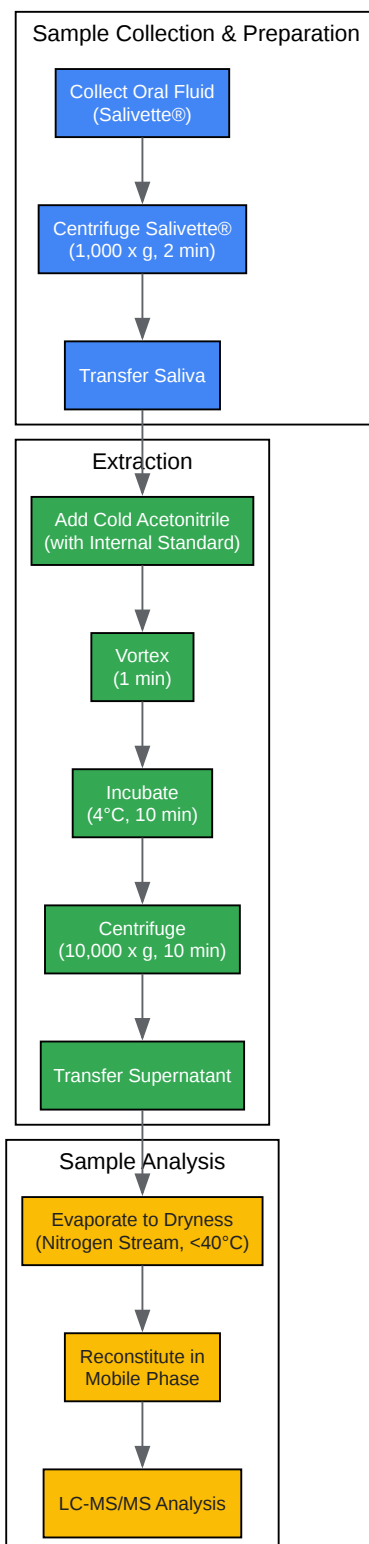 Sample Collection & Preparation
Collect Oral Fluid
(Salivette®)
Centrifuge Salivette®
(1,000 x g, 2 min)
Transfer Saliva
Extraction
Add Cold Acetonitrile
(with Internal Standard)
Vortex
(1 min)
Incubate
(4°C, 10 min)
Centrifuge
(10,000 x g, 10 min)
Transfer Supernatant
Sample Analysis
Evaporate to Dryness
(Nitrogen Stream, <40°C)
Reconstitute in
Mobile Phase
LC-MS/MS Analysis